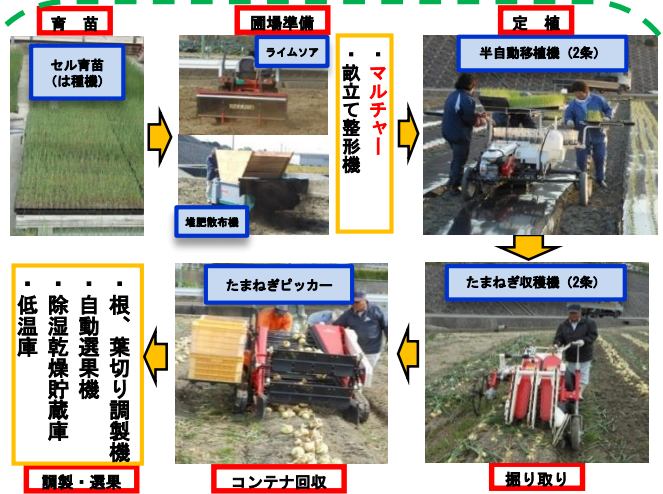 育 苗
圃場準備
定 植
セル育苗
(は種機)
ライムソア
堆肥散布機
・マルチャー
・畝立て整形機
半自動移植機（2条）
たまねぎ収穫機（2条）
掘り取り
たまねぎピッカー
コンテナ回収
・根、葉切り調製機
・自動選果機
・除湿乾燥貯蔵庫
・低温庫
調製・選果